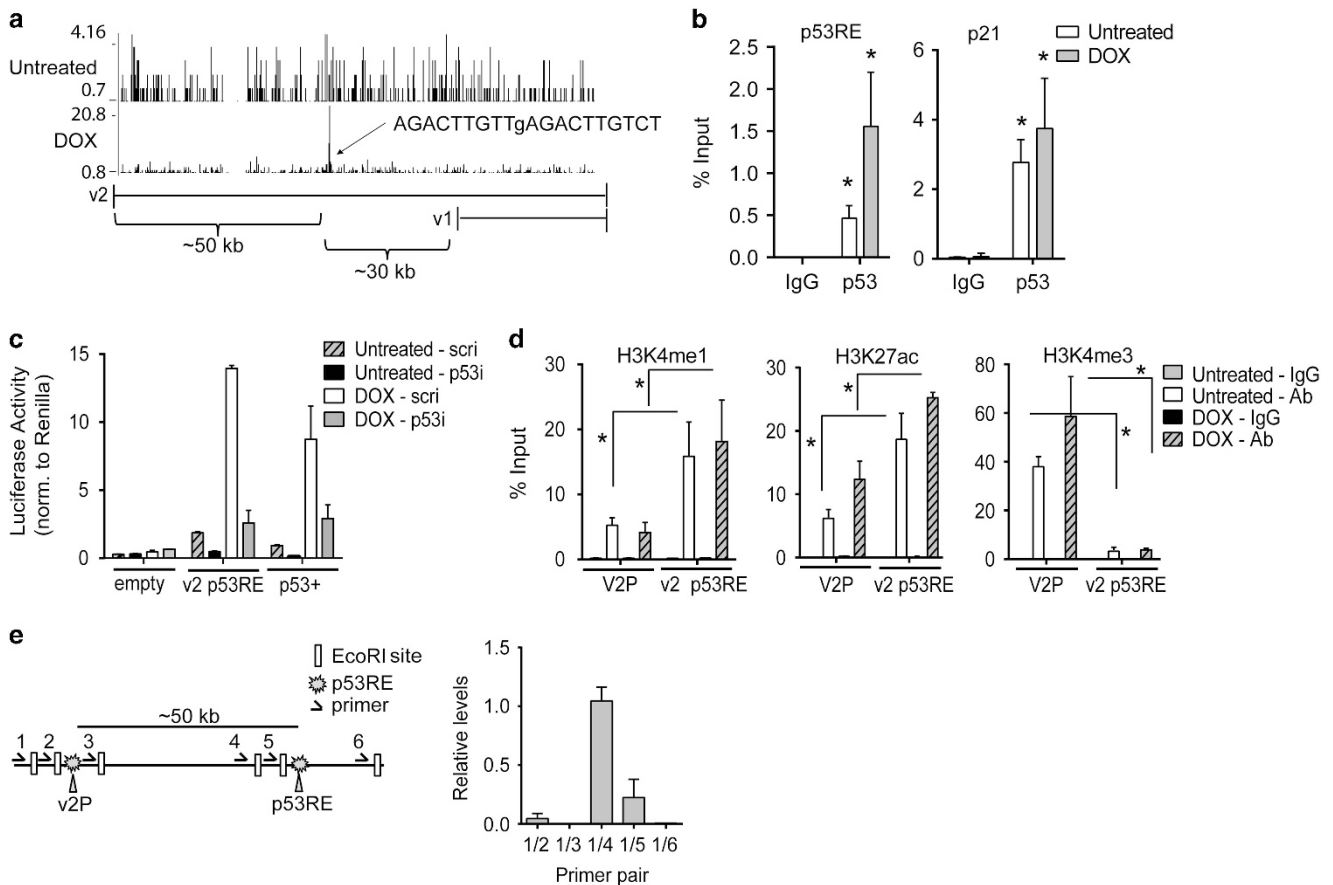 a
4.16
Untreated
0.7
20.8
DOX
AGACTTGTTgAGACTTGTCT
0.8
v2
v1
~50 kb
~30 kb
b
p53RE
p21
Untreated
DOX
% Input
2.5
2.0
1.5
1.0
0.5
0.0
6
4
2
0
* * * *
IgG p53
IgG p53
c
Luciferase Activity
(norm. to Renilla)
15
10
5
0
Untreated - scri
Untreated - p53i
DOX - scri
DOX - p53i
empty v2 p53RE p53+
d
H3K4me1
H3K27ac
H3K4me3
% Input
30
20
10
0
30
20
10
0
80
60
40
20
0
* * * * * *
Untreated - IgG
Untreated - Ab
DOX - IgG
DOX - Ab
V2P v2 p53RE
V2P v2 p53RE
V2P v2 p53RE
e
EcoRI site
p53RE
primer
~50 kb
1 2 3 4 5 6
v2P
p53RE
Relative levels
1.5
1.0
0.5
0.0
1/2 1/3 1/4 1/5 1/6
Primer pair